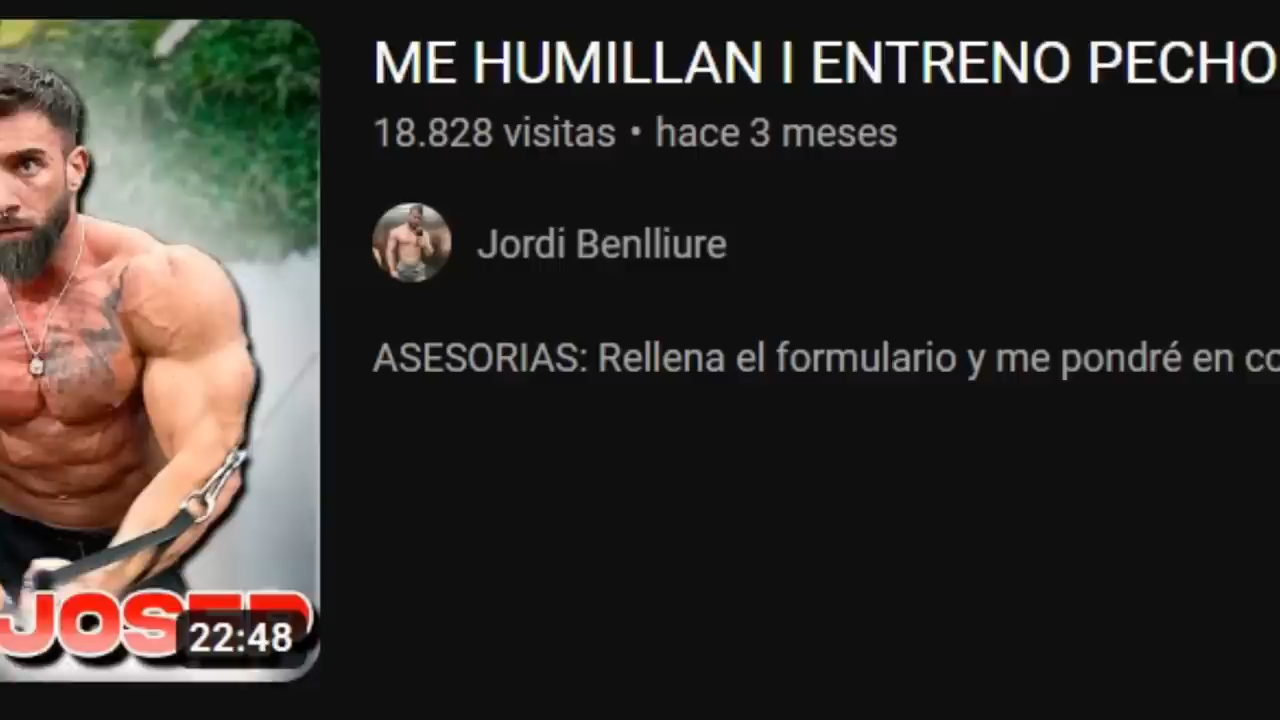 ME HUMILLAN I ENTRENO PECHO
18.828 visitas • hace 3 meses
Jordi Benlliure
ASESORIAS: Rellena el formulario y me pondré en co
22:48